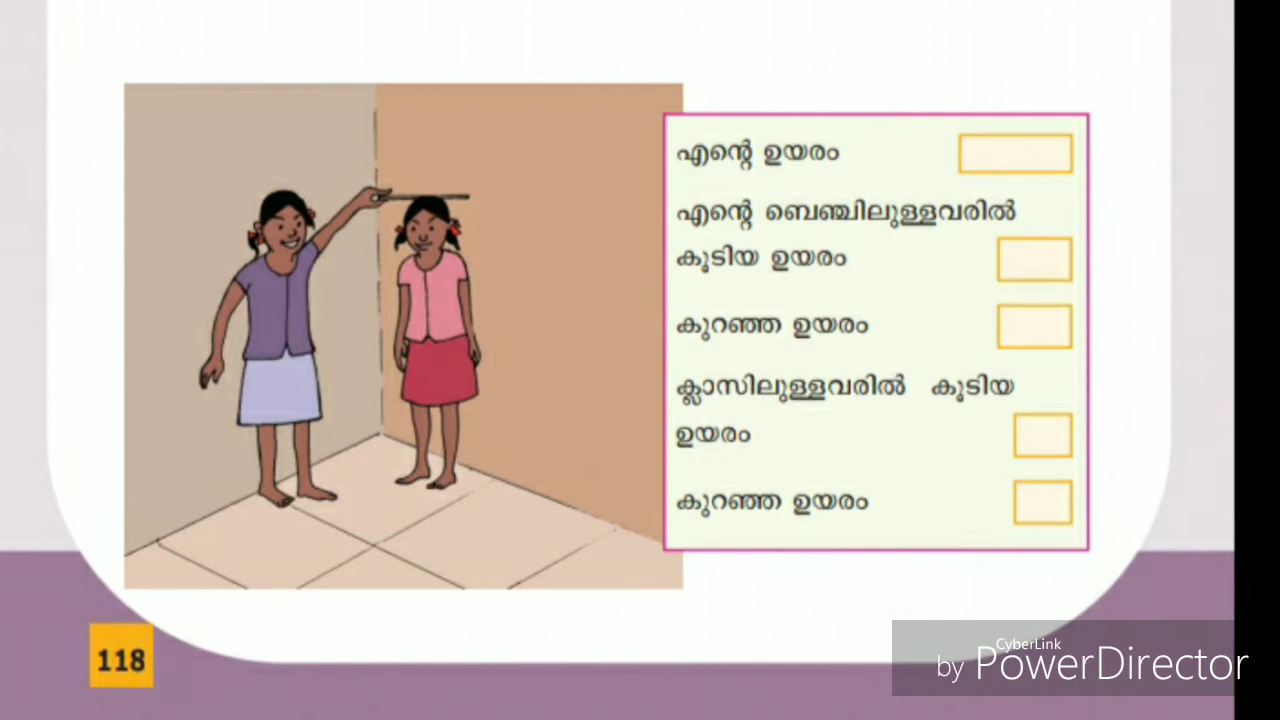 എന്റെ ഉയരം
എന്റെ ബെഞ്ചിലുള്ളവരിൽ
കൂടിയ ഉയരം
കുറഞ്ഞ ഉയരം
ക്ലാസിലുള്ളവരിൽ കൂടിയ
ഉയരം
കുറഞ്ഞ ഉയരം
118
CyberLink
by PowerDirector